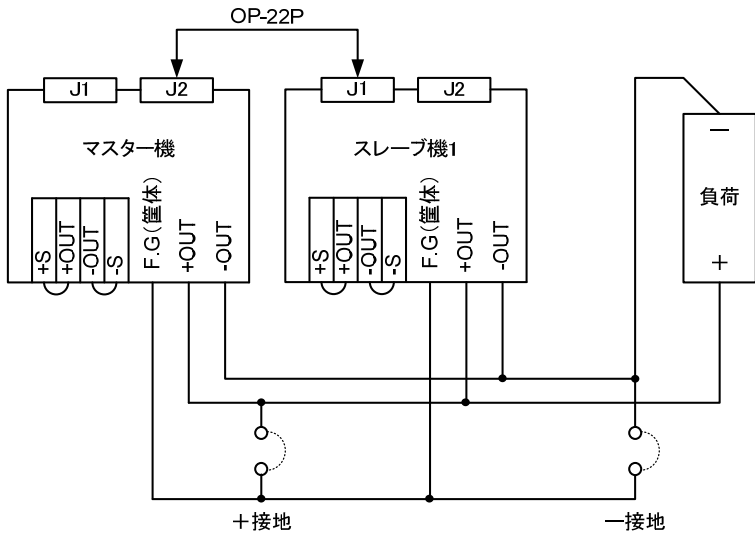 OP-22P
J1
J2
J1
J2
マスター機
スレーブ機1
+S
+OUT
-OUT
-S
F.G(筐体)
+OUT
-OUT
+S
+OUT
-OUT
-S
F.G(筐体)
+OUT
-OUT
―
負荷
+
+接地
―接地